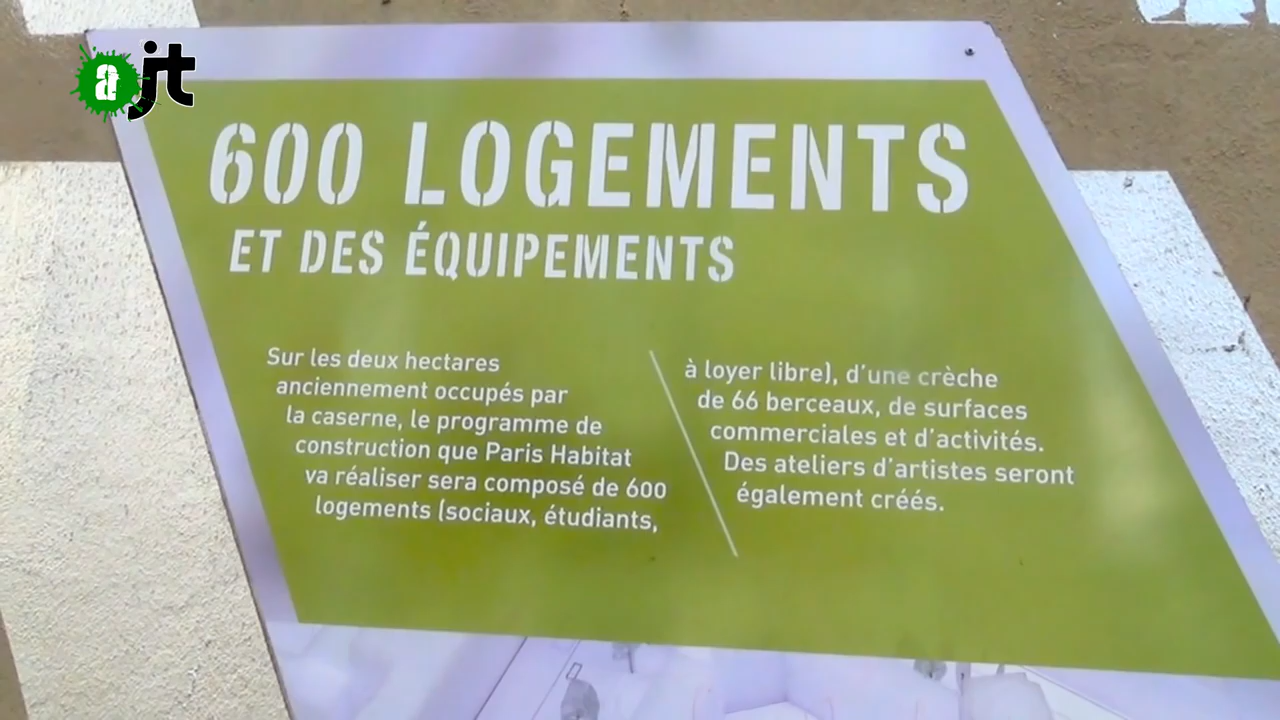 ajt
600 LOGEMENTS
ET DES ÉQUIPEMENTS
Sur les deux hectares
anciennement occupés par
la caserne, le programme de
construction que Paris Habitat
va réaliser sera composé de 600
logements (sociaux, étudiants,
à loyer libre), d'une crèche
de 66 berceaux, de surfaces
commerciales et d'activités.
Des ateliers d'artistes seront
également créés.